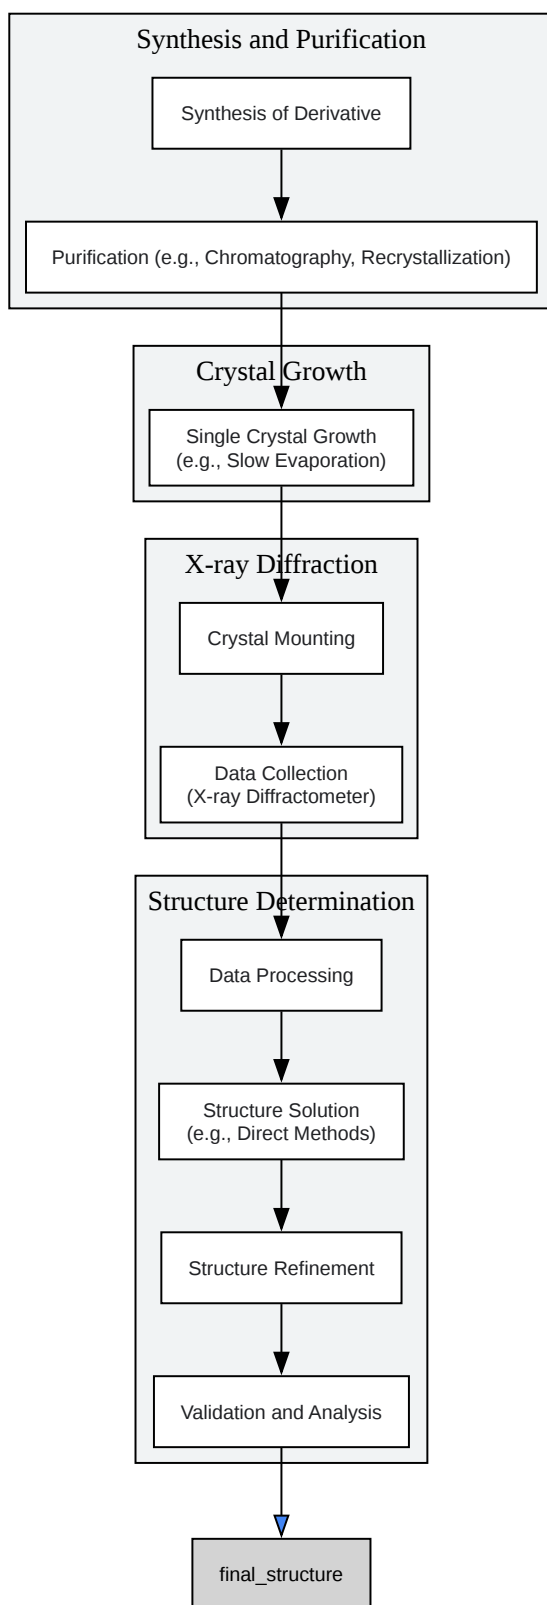 Synthesis and Purification
Synthesis of Derivative
Purification (e.g., Chromatography, Recrystallization)
Crystal Growth
Single Crystal Growth
(e.g., Slow Evaporation)
X-ray Diffraction
Crystal Mounting
Data Collection
(X-ray Diffractometer)
Structure Determination
Data Processing
Structure Solution
(e.g., Direct Methods)
Structure Refinement
Validation and Analysis
final_structure